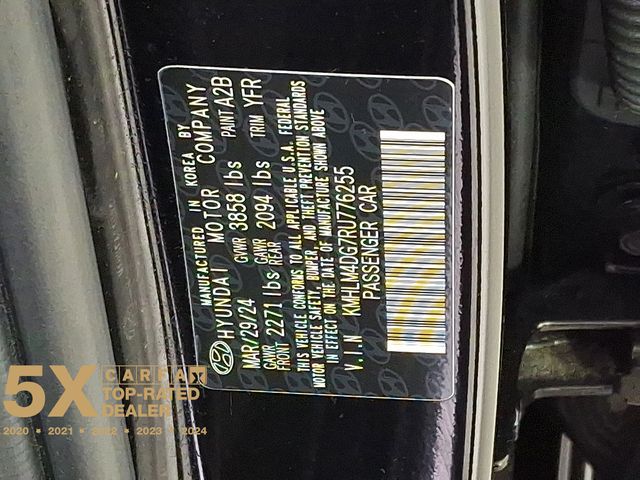 MANUFACTURED IN KOREA BY
HYUNDAI MOTOR COMPANY
MAR/29/24 GVWR 3858 lbs PAINT A2B
GAWR FRONT 2271 lbs GAWR REAR 2094 lbs TRIM YFR
THIS VEHICLE CONFORMS TO ALL APPLICABLE U.S.A. FEDERAL
MOTOR VEHICLE SAFETY, BUMPER, AND THEFT PREVENTION STANDARDS
IN EFFECT ON THE DATE OF MANUFACTURE SHOWN ABOVE
V.I.N KMHLM4DG7RU776255
PASSENGER CAR
5X CARGAR
TOP-RATED
DEALER
2020 2021 2022 2023 2024